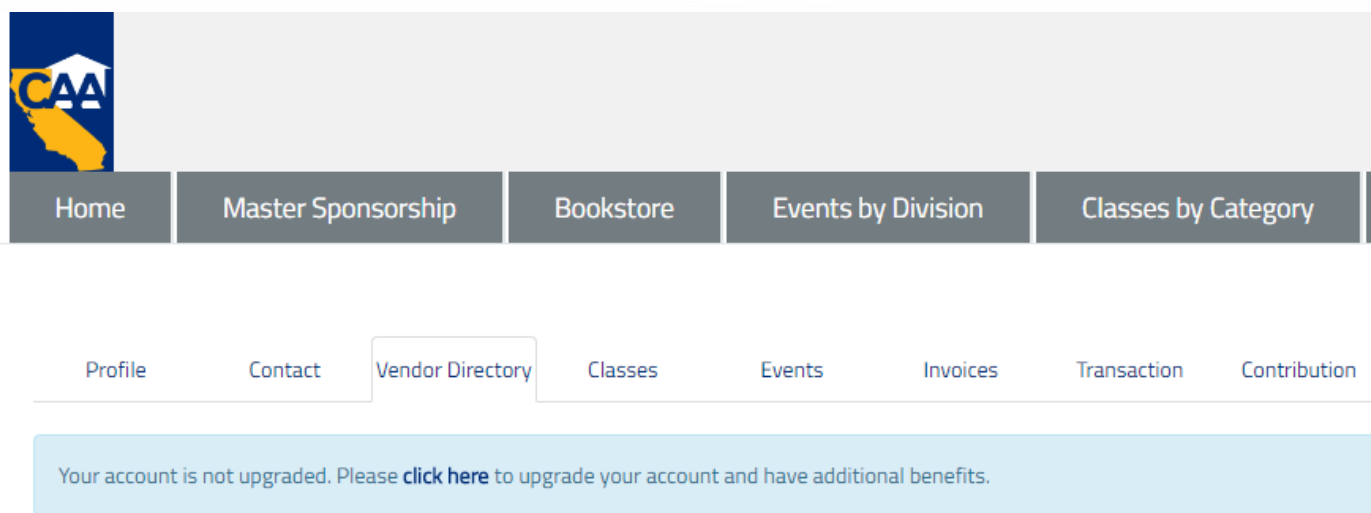 CAA
Home Master Sponsorship Bookstore Events by Division Classes by Category
Profile Contact Vendor Directory Classes Events Invoices Transaction Contribution
Your account is not upgraded. Please click here to upgrade your account and have additional benefits.